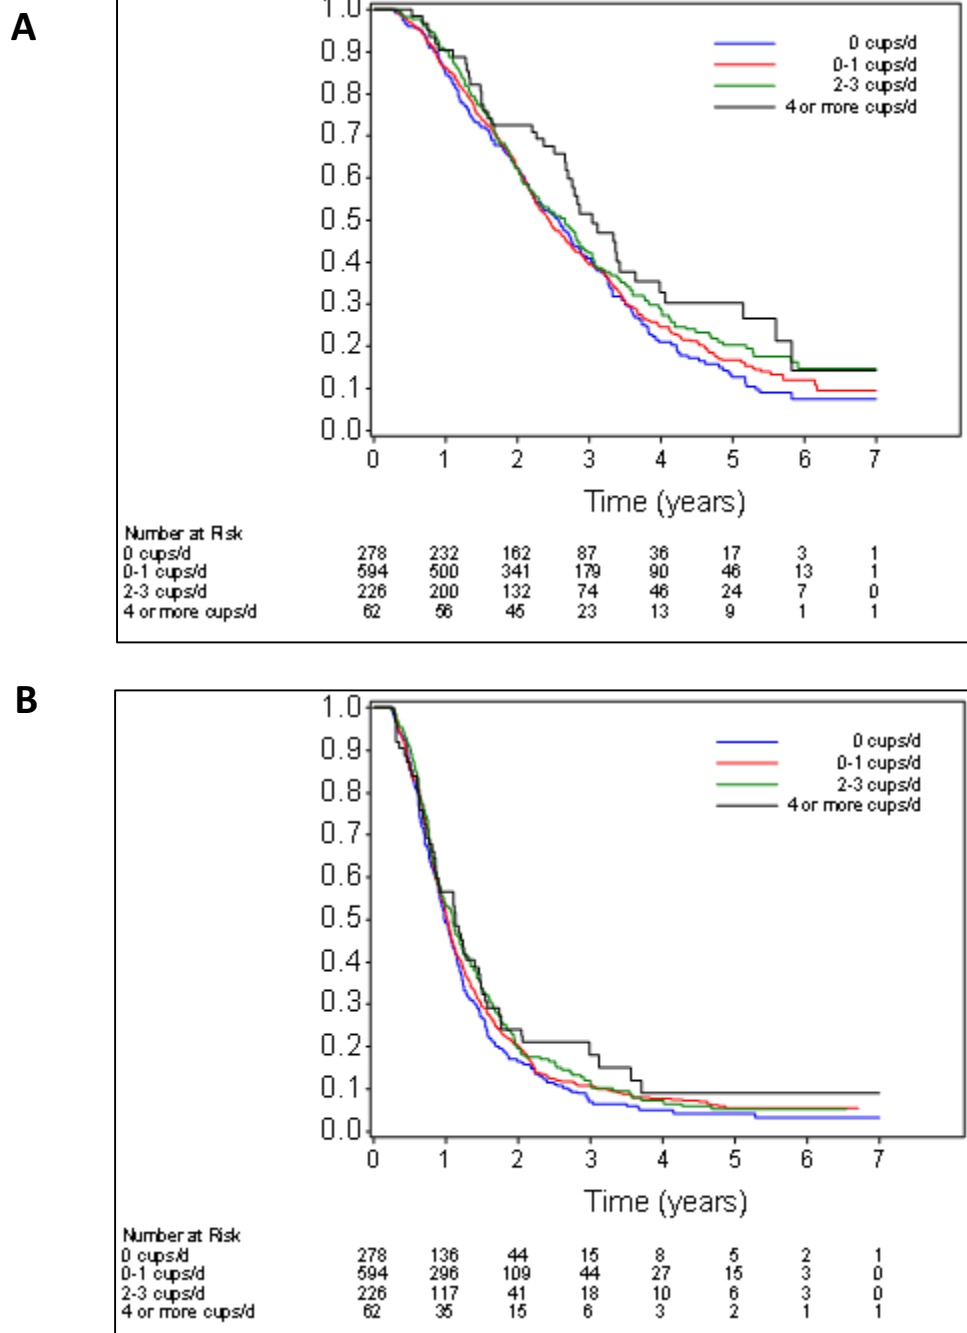 A
1.0
0.9
0.8
0.7
0.6
0.5
0.4
0.3
0.2
0.1
0.0
0 cups/d
0-1 cups/d
2-3 cups/d
4 or more cups/d
0 1 2 3 4 5 6 7
Time (years)
Number at Risk
0 cups/d 278 232 162 87 36 17 3 1
0-1 cups/d 594 500 341 179 90 46 13 1
2-3 cups/d 226 200 132 74 46 24 7 0
4 or more cups/d 62 56 45 23 13 9 1 1
B
1.0
0.9
0.8
0.7
0.6
0.5
0.4
0.3
0.2
0.1
0.0
0 cups/d
0-1 cups/d
2-3 cups/d
4 or more cups/d
0 1 2 3 4 5 6 7
Time (years)
Number at Risk
0 cups/d 278 136 44 15 8 5 2 1
0-1 cups/d 594 296 109 44 27 15 3 0
2-3 cups/d 226 117 41 18 10 6 3 0
4 or more cups/d 62 35 15 6 3 2 1 1